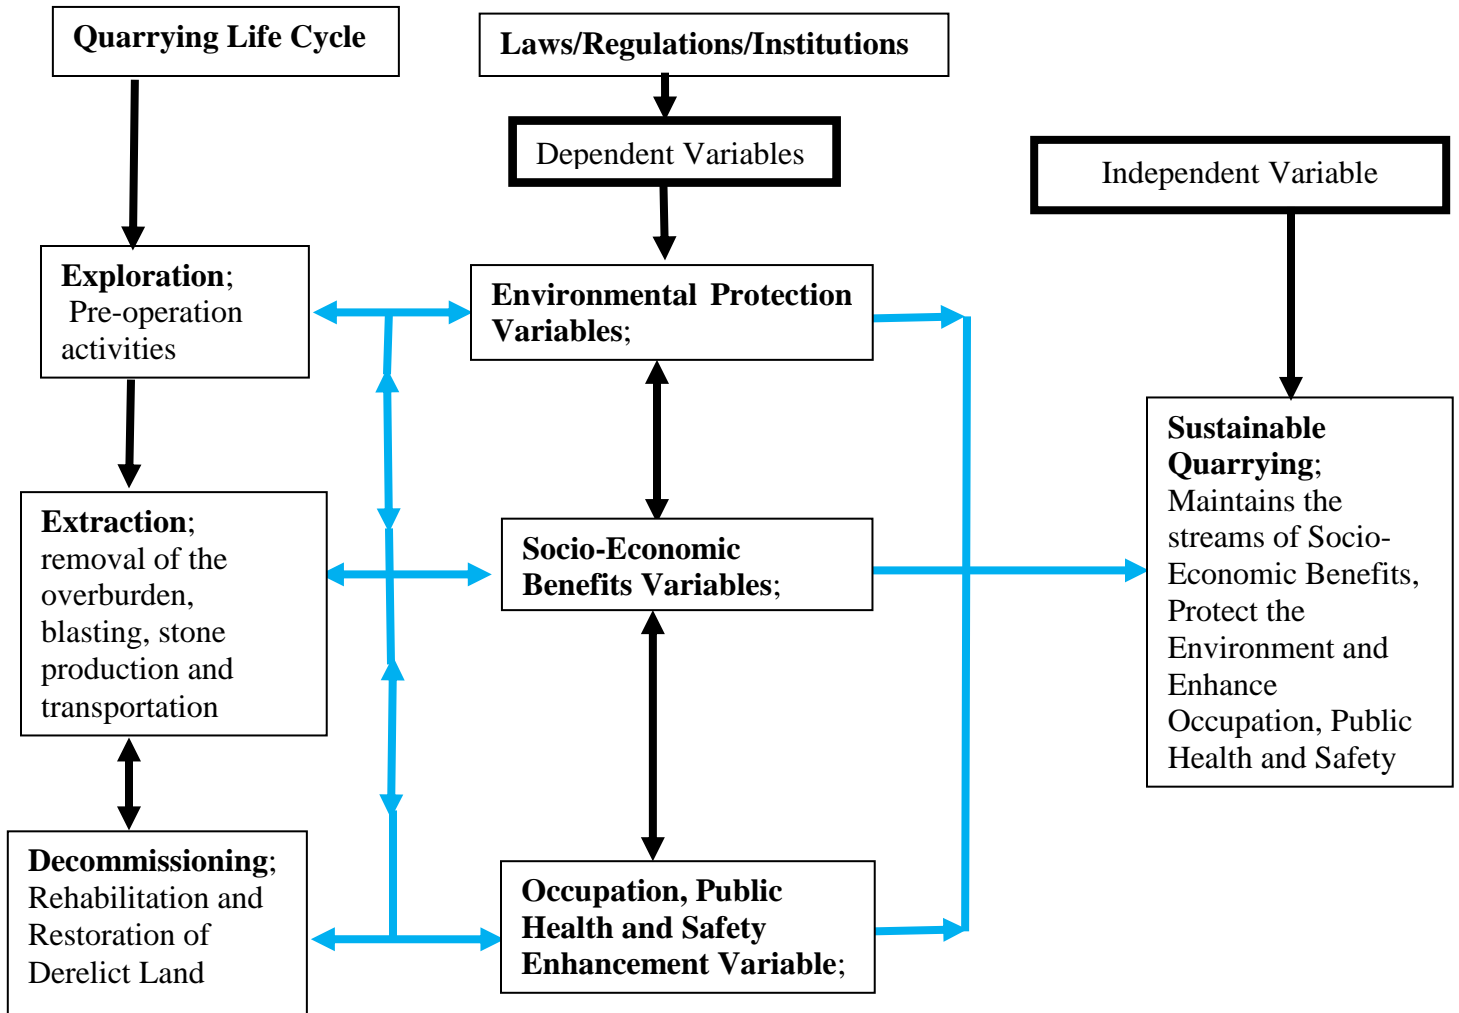 Quarrying Life Cycle
Laws/Regulations/Institutions
Dependent Variables
Independent Variable
Exploration;
Pre-operation
activities
Environmental Protection
Variables;
Extraction;
removal of the
overburden,
blasting, stone
production and
transportation
Socio-Economic
Benefits Variables;
Sustainable
Quarrying;
Maintains the
streams of Socio-
Economic Benefits,
Protect the
Environment and
Enhance
Occupation, Public
Health and Safety
Decommissioning;
Rehabilitation and
Restoration of
Derelict Land
Occupation, Public
Health and Safety
Enhancement Variable;